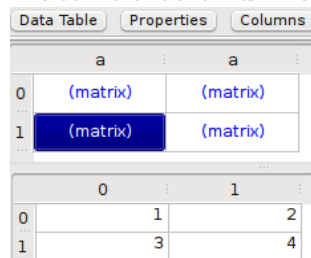 Data Table Properties Columns
a a
0 (matrix) (matrix)
1 (matrix) (matrix)
0 1
0 1 2
1 3 4